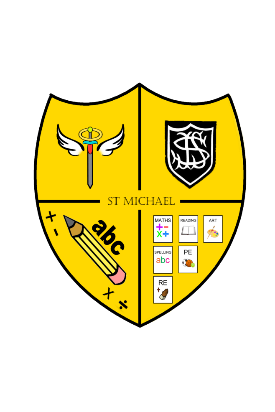 ST MICHAEL
+
-
abc
x ÷
MATHS
+ -
x ÷
READING
ART
SPELLING
abc
PE
RE